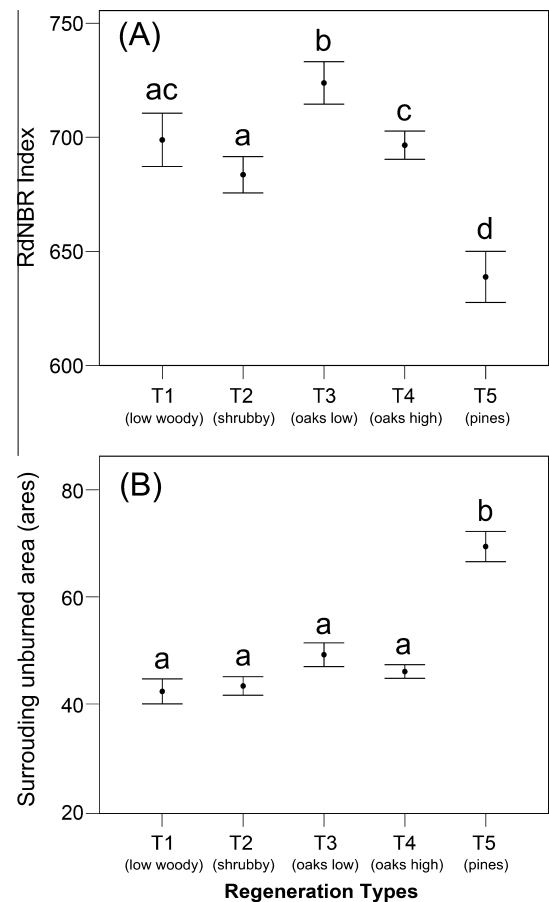 (A)
RdNBR Index
750
700
650
600
ac
a
b
c
d
T1 T2 T3 T4 T5
(low woody) (shrubby) (oaks low) (oaks high) (pines)
(B)
Surrouding unburned area (ares)
80
60
40
20
a
a
a
a
b
T1 T2 T3 T4 T5
(low woody) (shrubby) (oaks low) (oaks high) (pines)
Regeneration Types